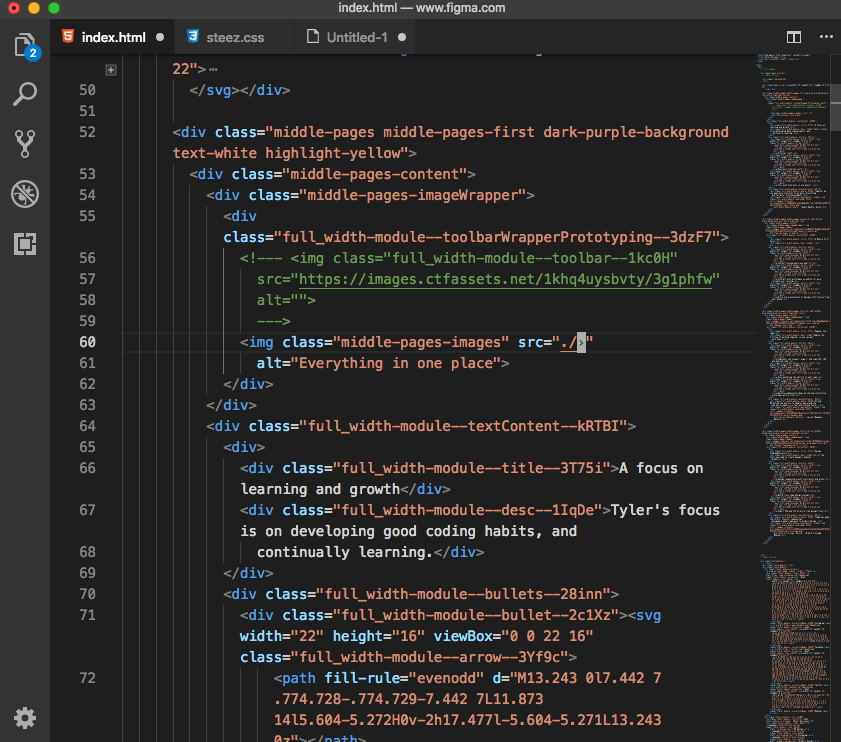 index.html — www.figma.com
2
index.html
steez.css
Untitled-1
22">
50 </svg></div>
51
52 <div class="middle-pages middle-pages-first dark-purple-background
text-white highlight-yellow">
53 <div class="middle-pages-content">
54 <div class="middle-pages-imageWrapper">
55 <div
class="full_width-module--toolbarWrapperPrototyping--3dzF7">
56 <!--- <img class="full_width-module--toolbar--1kc0H"
57 src="https://images.ctfassets.net/1khq4uysbvty/3g1phfw"
58 alt="">
59 --->
60 <img class="middle-pages-images" src="./"
61 alt="Everything in one place">
62 </div>
63 </div>
64 <div class="full_width-module--textContent--kRTBI">
65 <div>
66 <div class="full_width-module--title--3T75i">A focus on
learning and growth</div>
67 <div class="full_width-module--desc--1IqDe">Tyler's focus
is on developing good coding habits, and
68 continually learning.</div>
69 </div>
70 <div class="full_width-module--bullets--28inn">
71 <div class="full_width-module--bullet--2c1Xz"><svg
width="22" height="16" viewBox="0 0 22 16"
class="full_width-module--arrow--3Yf9c">
72 <path fill-rule="evenodd" d="M13.243 0l7.442 7
.774.728-.774.729-7.442 7L11.873
14l5.604-5.272H0v-2h17.477l-5.604-5.271L13.243
0z"></path>